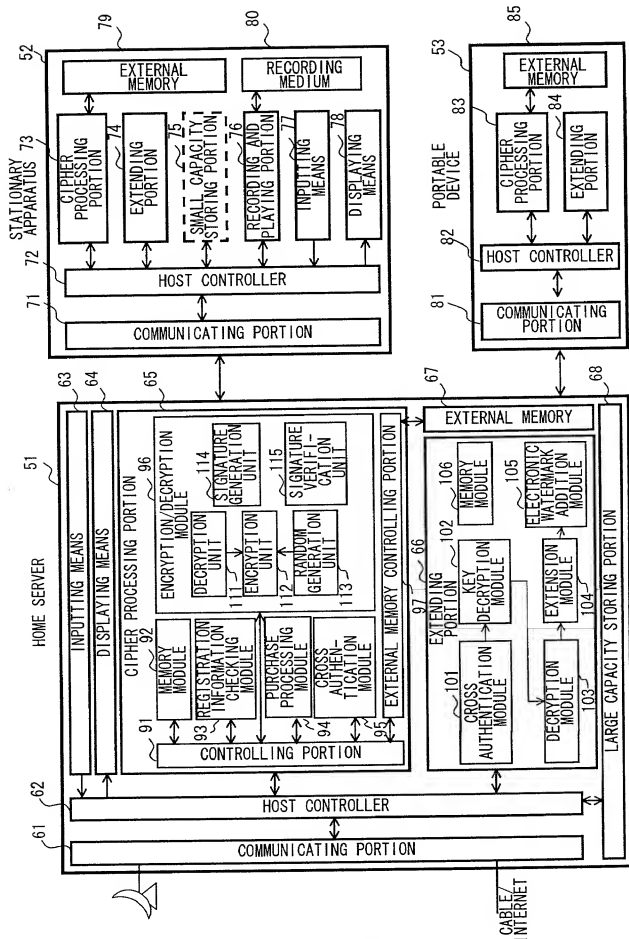 HOME SERVER
51
INPUTTING MEANS
63
DISPLAYING MEANS
64
CIPHER PROCESSING PORTION
65
ENCRYPTION/DECRYPTION
MODULE
96
DECRYPTION
UNIT
111
ENCRYPTION
UNIT
112
RANDOM
GENERATION
UNIT
113
SIGNATURE
GENERATION
UNIT
114
SIGNATURE
VERIFI-
CATION
UNIT
115
MEMORY
MODULE
92
REGISTRATION
INFORMATION
CHECKING
MODULE
93
PURCHASE
PROCESSING
MODULE
94
CROSS
AUTHEN-
TICATION
MODULE
95
CONTROLLING PORTION
91
EXTERNAL MEMORY CONTROLLING PORTION
97
EXTERNAL MEMORY
67
EXTENDING
PORTION
66
CROSS
AUTHENTICATION
MODULE
101
KEY
DECRYPTION
MODULE
102
DECRYPTION
MODULE
103
EXTENSION
MODULE
104
ELECTRONIC
WATERMARK
ADDITION
MODULE
105
MEMORY
MODULE
106
LARGE CAPACITY STORING PORTION
68
HOST CONTROLLER
62
COMMUNICATING PORTION
61
CABLE/
INTERNET
STATIONARY
APPARATUS
52
COMMUNICATING PORTION
71
HOST CONTROLLER
72
CIPHER
PROCESSING
PORTION
73
EXTENDING
PORTION
74
SMALL CAPACITY
STORING PORTION
75
RECORDING AND
PLAYING PORTION
76
INPUTTING
MEANS
77
DISPLAYING
MEANS
78
EXTERNAL
MEMORY
79
RECORDING
MEDIUM
80
PORTABLE
DEVICE
53
COMMUNICATING
PORTION
81
HOST CONTROLLER
82
CIPHER
PROCESSING
PORTION
83
EXTENDING
PORTION
84
EXTERNAL
MEMORY
85